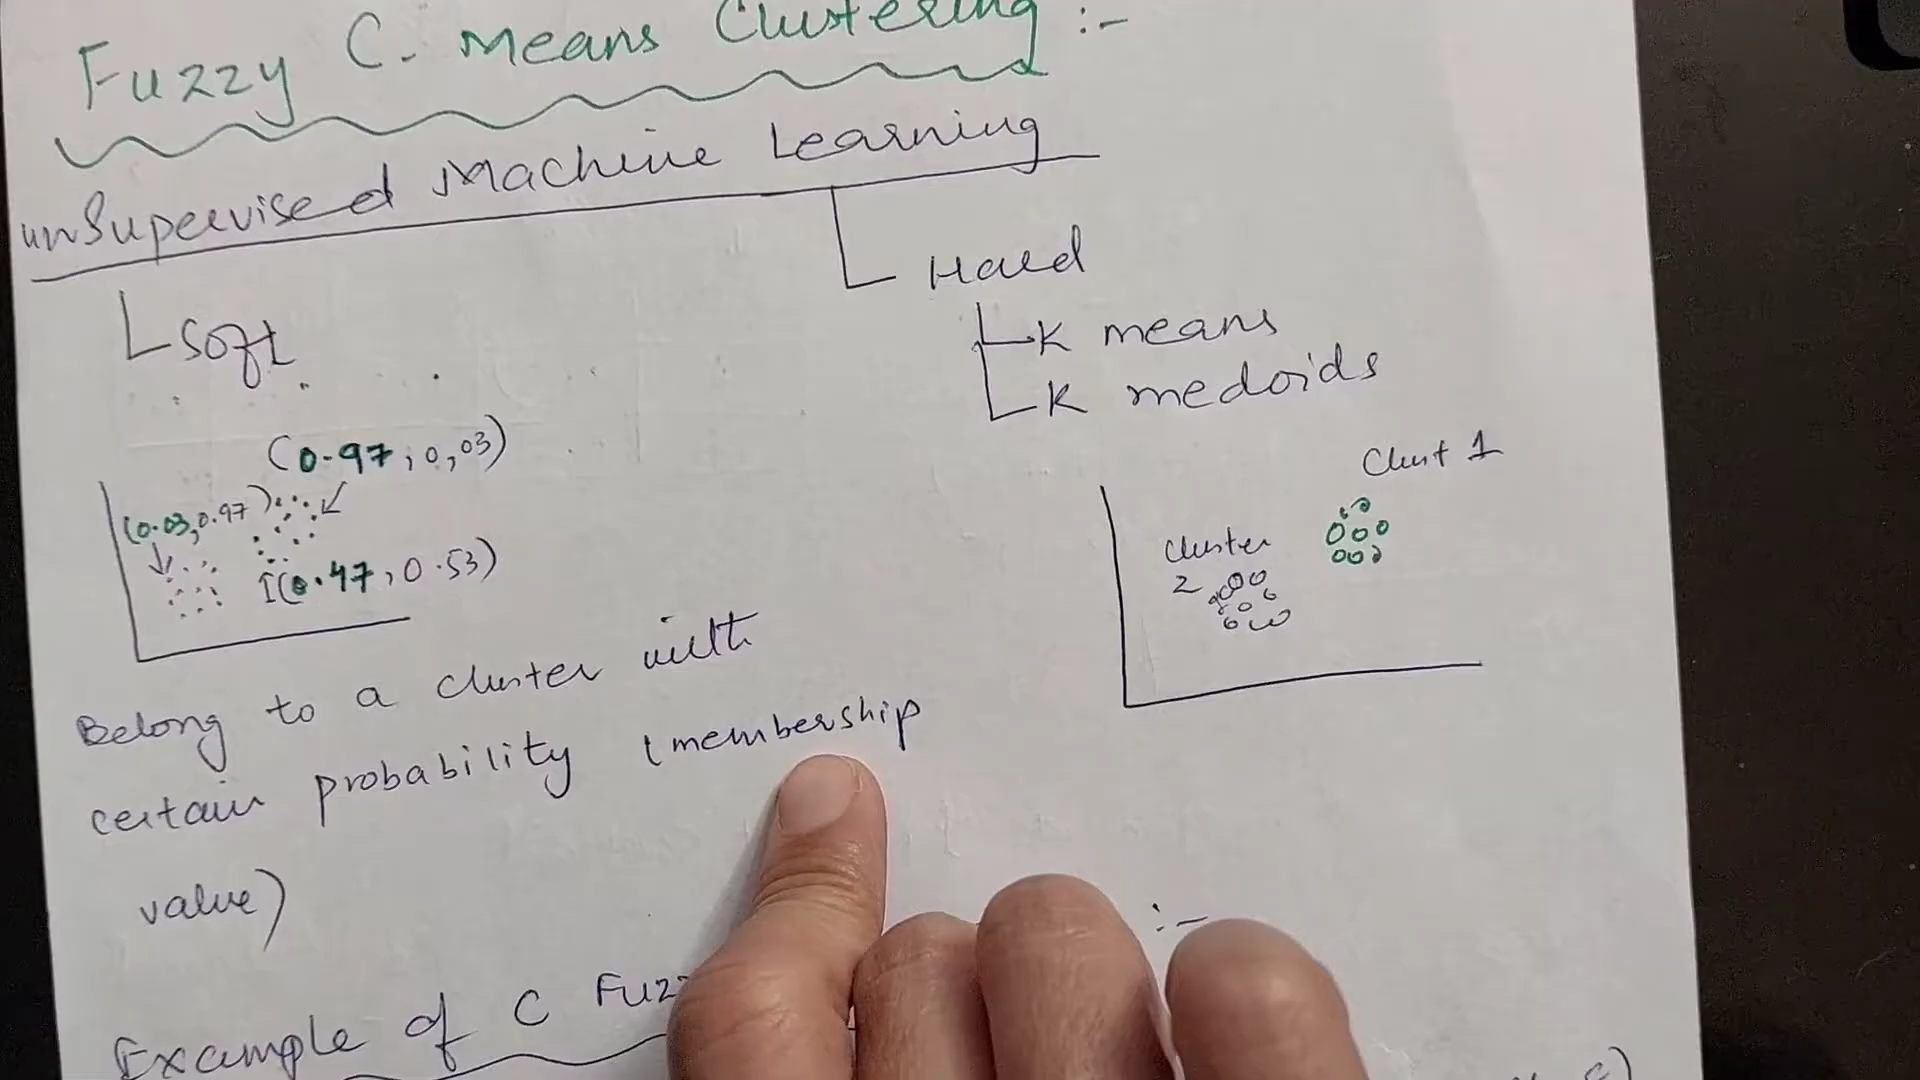 Fuzzy C. Means Clustering :-
unSupervised Machine Learning
Soft
Hard
K means
K medoids
(0.97, 0,03)
(0.03,0.97)
(0.47, 0.53)
Clust 1
Cluster
2
Belong to a cluster with
certain probability (membership
value)
Example of C
:-